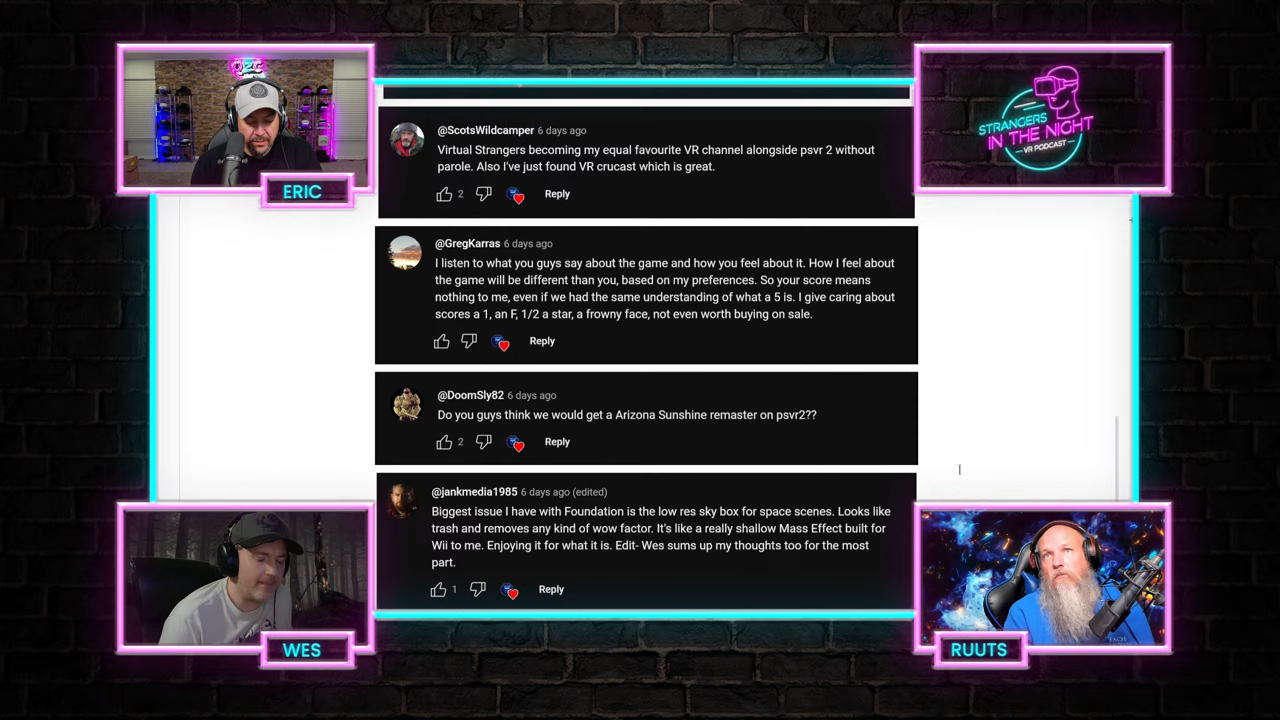 QZC
ERIC
STRANGERS
IN THE NIGHT
VR PODCAST
@ScotsWildcamper 6 days ago
Virtual Strangers becoming my equal favourite VR channel alongside psvr 2 without
parole. Also I've just found VR crucast which is great.
2 Reply
@GregKarras 6 days ago
I listen to what you guys say about the game and how you feel about it. How I feel about
the game will be different than you, based on my preferences. So your score means
nothing to me, even if we had the same understanding of what a 5 is. I give caring about
scores a 1, an F, 1/2 a star, a frowny face, not even worth buying on sale.
Reply
@DoomSly82 6 days ago
Do you guys think we would get a Arizona Sunshine remaster on psvr2??
2 Reply
@jankmedia1985 6 days ago (edited)
Biggest issue I have with Foundation is the low res sky box for space scenes. Looks like
trash and removes any kind of wow factor. It's like a really shallow Mass Effect built for
Wii to me. Enjoying it for what it is. Edit- Wes sums up my thoughts too for the most
part.
1 Reply
WES
RUUTS